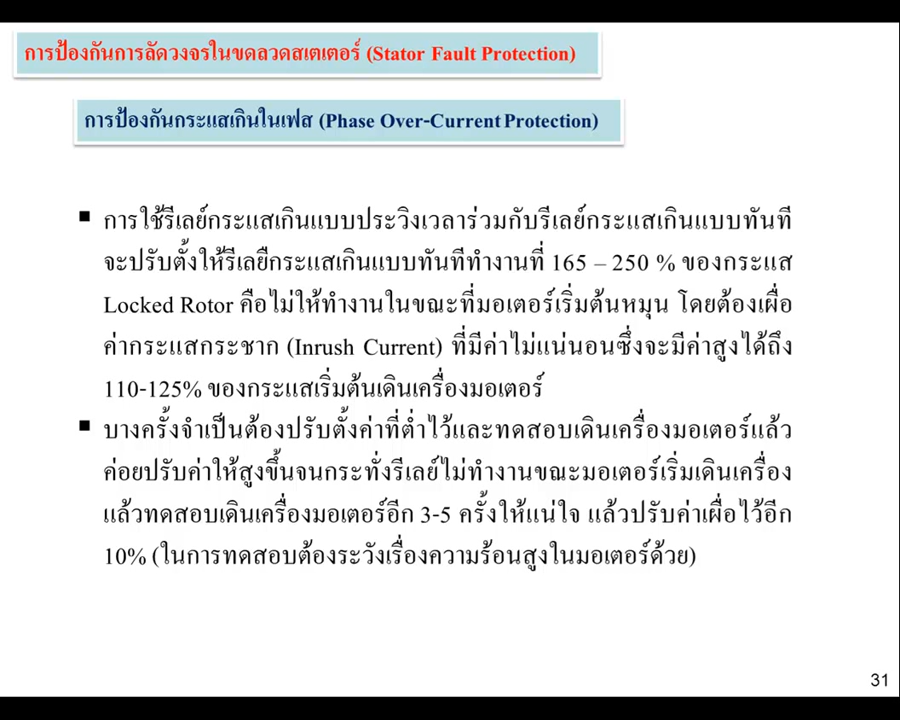 การป้องกันการลัดวงจรในขดลวดสเตเตอร์ (Stator Fault Protection)
การป้องกันกระแสเกินในเฟส (Phase Over-Current Protection)
▪ การใช้รีเลย์กระแสเกินแบบประวิงเวลาร่วมกับรีเลย์กระแสเกินแบบทันที
จะปรับตั้งให้รีเลยืกระแสเกินแบบทันทีทำงานที่ 165 – 250 % ของกระแส
Locked Rotor คือไม่ให้ทำงานในขณะที่มอเตอร์เริ่มต้นหมุน โดยต้องเผื่อ
ค่ากระแสกระชาก (Inrush Current) ที่มีค่าไม่แน่นอนซึ่งจะมีค่าสูงได้ถึง
110-125% ของกระแสเริ่มต้นเดินเครื่องมอเตอร์
▪ บางครั้งจำเป็นต้องปรับตั้งค่าที่ต่ำไว้และทดสอบเดินเครื่องมอเตอร์แล้ว
ค่อยปรับค่าให้สูงขึ้นจนกระทั่งรีเลย์ไม่ทำงานขณะมอเตอร์เริ่มเดินเครื่อง
แล้วทดสอบเดินเครื่องมอเตอร์อีก 3-5 ครั้งให้แน่ใจ แล้วปรับค่าเผื่อไว้อีก
10% (ในการทดสอบต้องระวังเรื่องความร้อนสูงในมอเตอร์ด้วย)
31